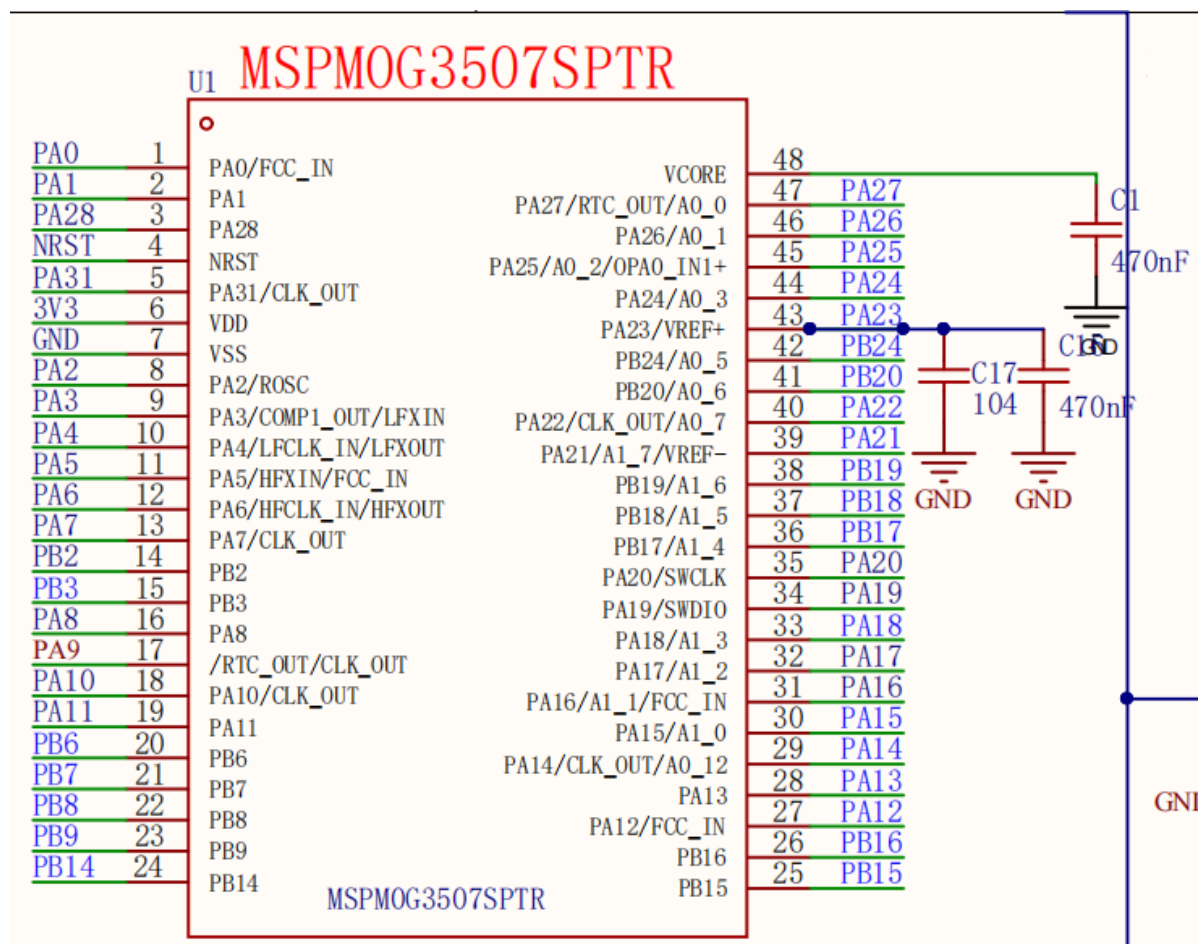 MSPM0G3507SPTR
U1
PA0 1 PA0/FCC_IN
PA1 2 PA1
PA28 3 PA28
NRST 4 NRST
PA31 5 PA31/CLK_OUT
3V3 6 VDD
GND 7 VSS
PA2 8 PA2/ROSC
PA3 9 PA3/COMP1_OUT/LFXIN
PA4 10 PA4/LFCLK_IN/LFXOUT
PA5 11 PA5/HFXIN/FCC_IN
PA6 12 PA6/HFCLK_IN/HFXOUT
PA7 13 PA7/CLK_OUT
PB2 14 PB2
PB3 15 PB3
PA8 16 PA8
PA9 17 /RTC_OUT/CLK_OUT
PA10 18 PA10/CLK_OUT
PA11 19 PA11
PB6 20 PB6
PB7 21 PB7
PB8 22 PB8
PB9 23 PB9
PB14 24 PB14
VCORE 48
PA27/RTC_OUT/A0_0 47 PA27
PA26/A0_1 46 PA26
PA25/A0_2/OPA0_IN1+ 45 PA25
PA24/A0_3 44 PA24
PA23/VREF+ 43 PA23
PB24/A0_5 42 PB24
PB20/A0_6 41 PB20
PA22/CLK_OUT/A0_7 40 PA22
PA21/A1_7/VREF- 39 PA21
PB19/A1_6 38 PB19
PB18/A1_5 37 PB18
PB17/A1_4 36 PB17
PA20/SWCLK 35 PA20
PA19/SWDIO 34 PA19
PA18/A1_3 33 PA18
PA17/A1_2 32 PA17
PA16/A1_1/FCC_IN 31 PA16
PA15/A1_0 30 PA15
PA14/CLK_OUT/A0_12 29 PA14
PA13 28 PA13
PA12/FCC_IN 27 PA12
PB16 26 PB16
PB15 25 PB15
MSPM0G3507SPTR
C1
470nF
GND
C17
104
470nF
GND
GND